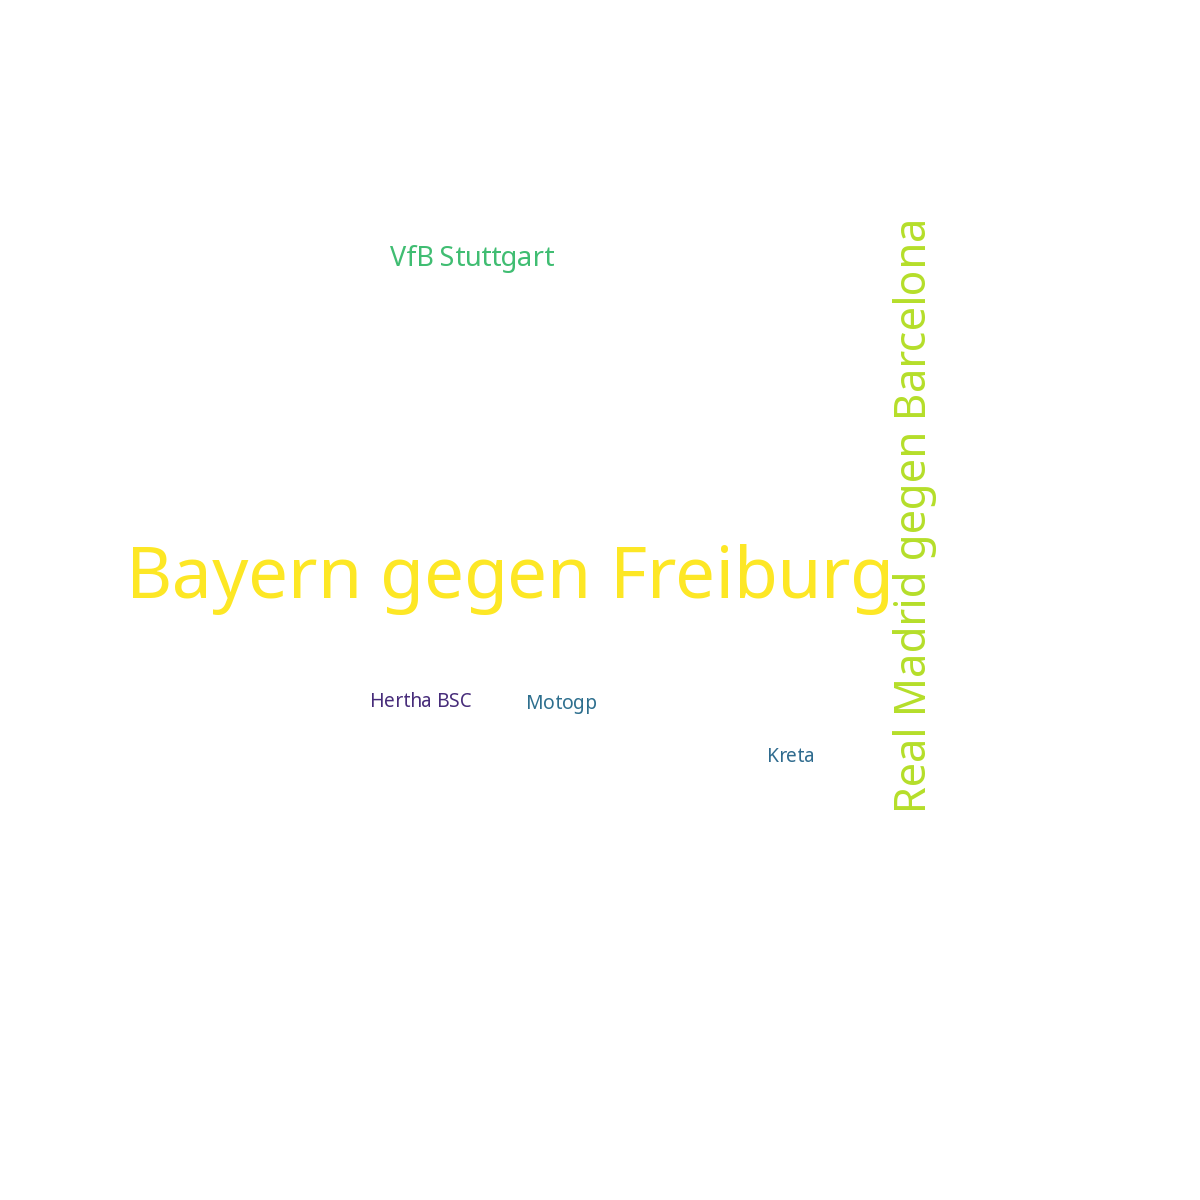 VfB Stuttgart
Real Madrid gegen Barcelona
Bayern gegen Freiburg
Hertha BSC
Motogp
Kreta